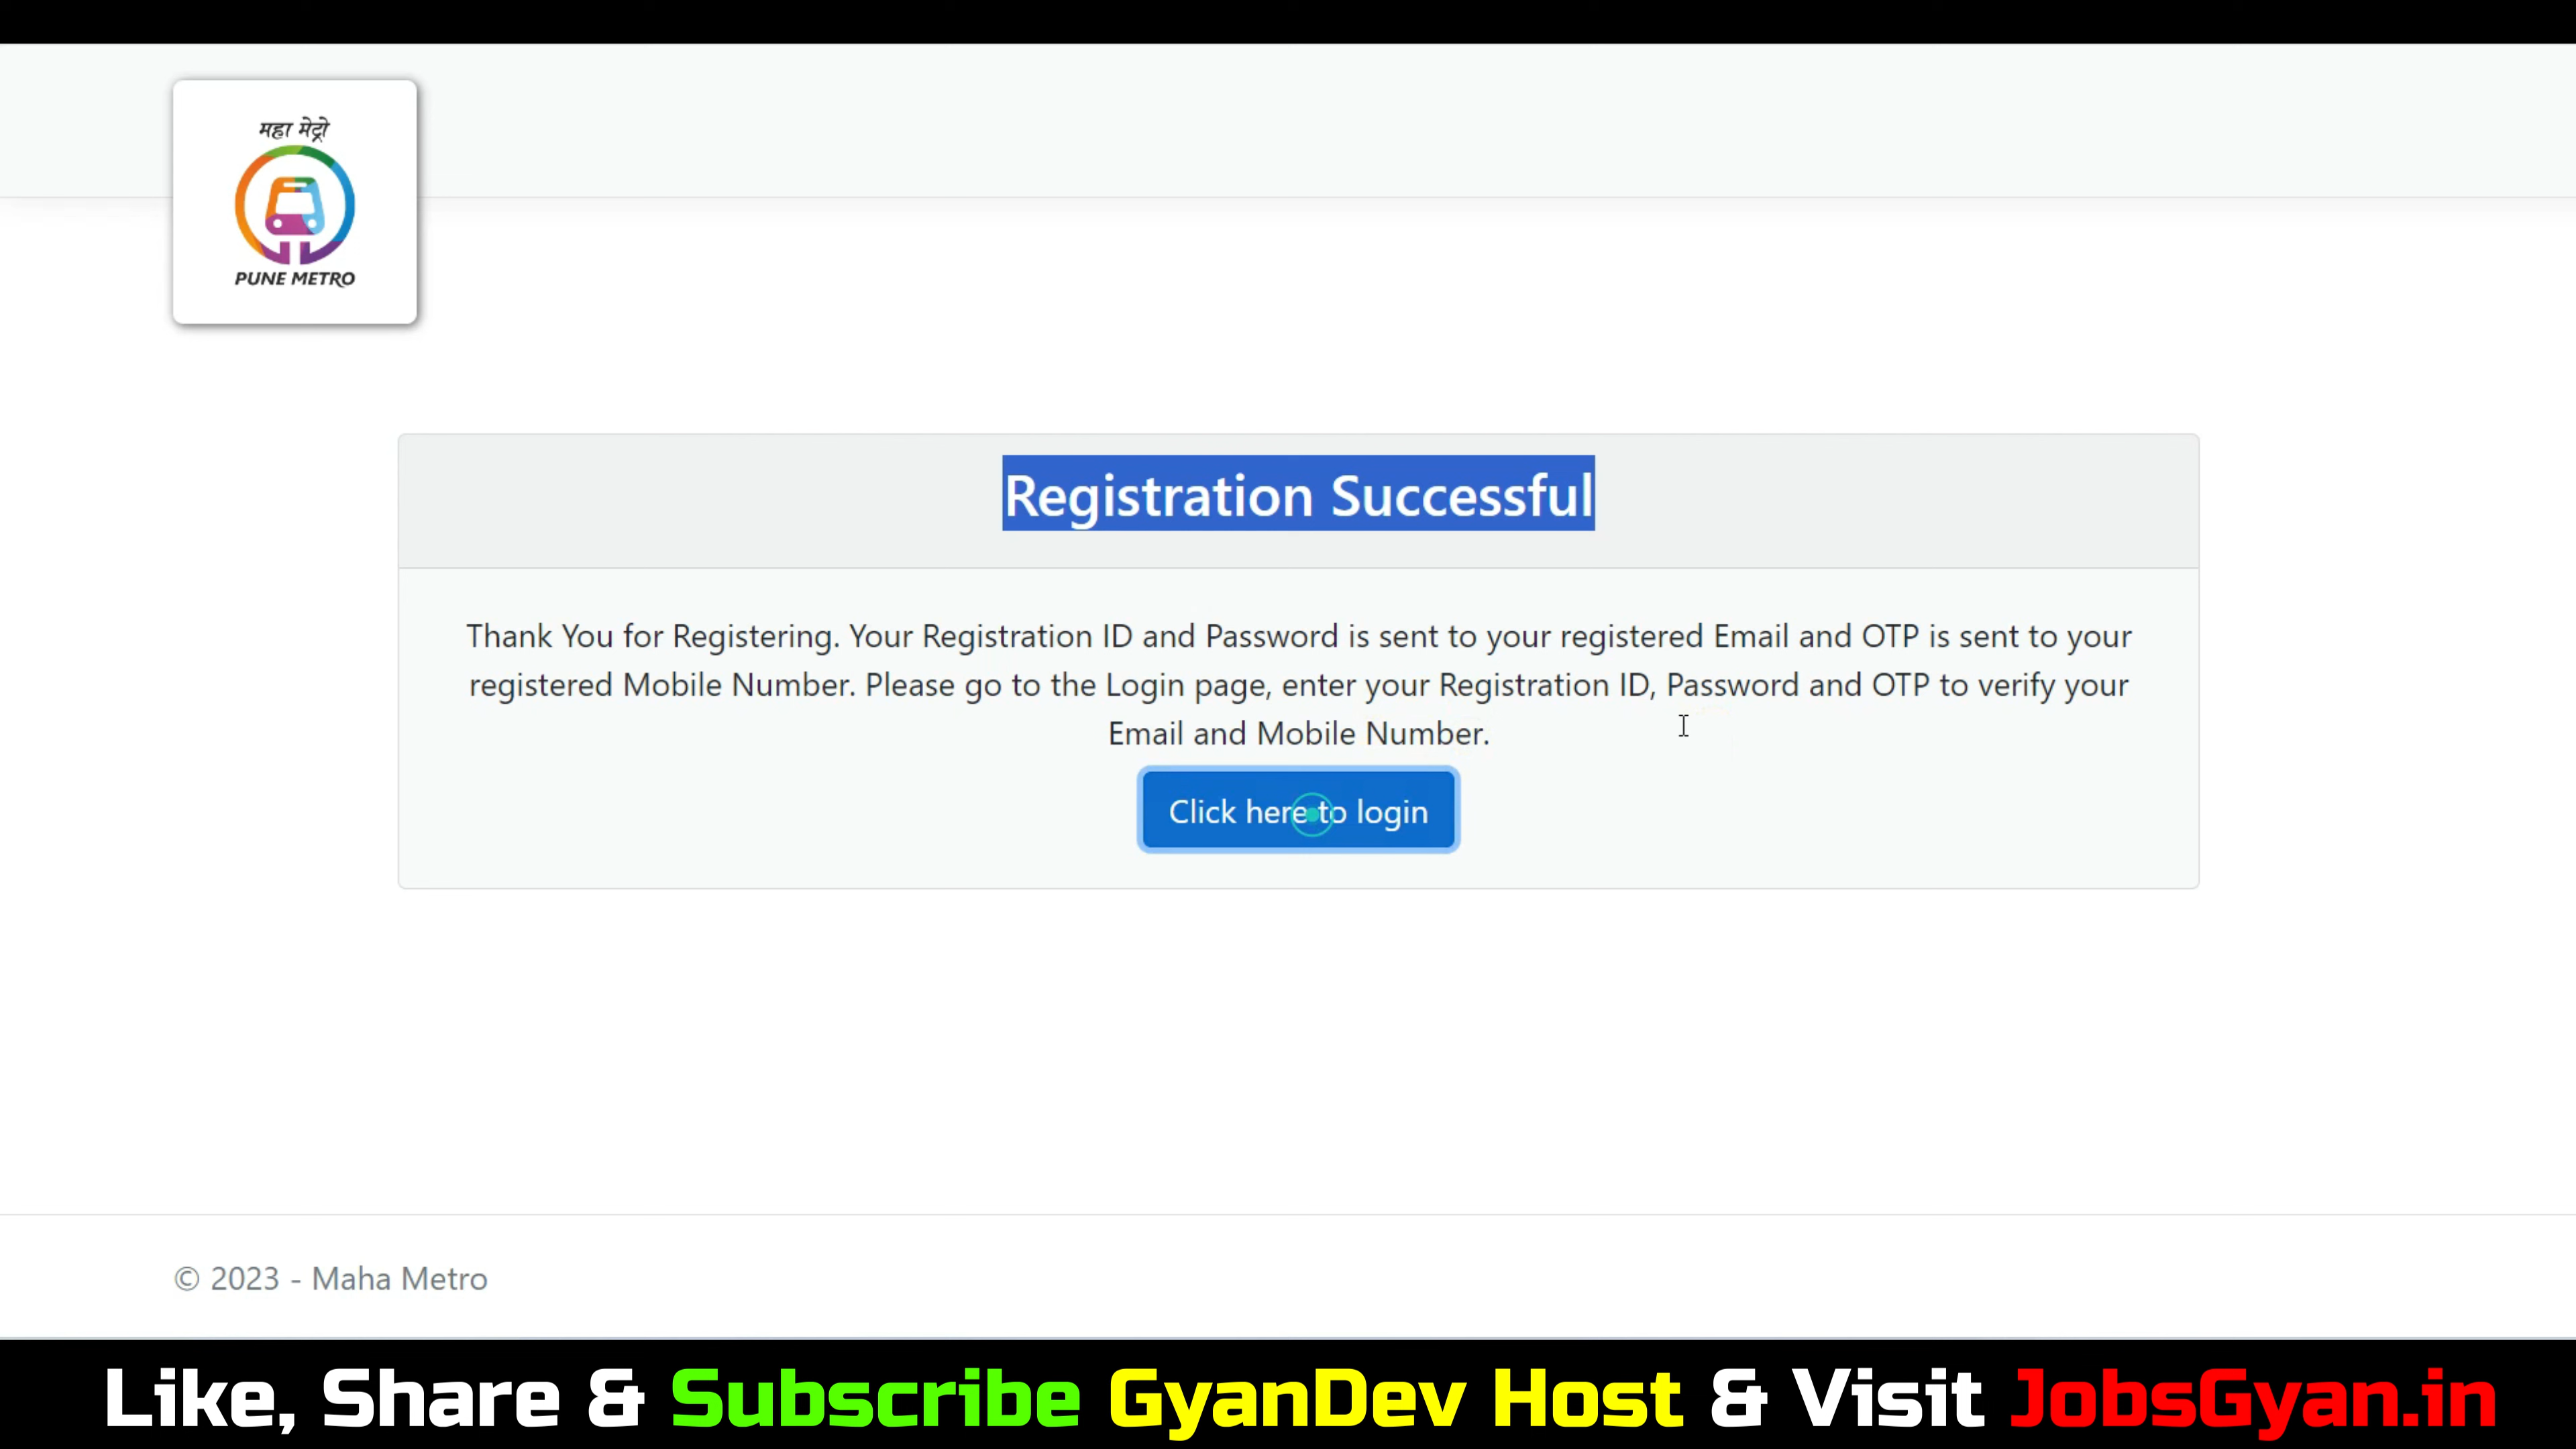 महा मेट्रो
PUNE METRO
Registration Successful
Thank You for Registering. Your Registration ID and Password is sent to your registered Email and OTP is sent to your
registered Mobile Number. Please go to the Login page, enter your Registration ID, Password and OTP to verify your
Email and Mobile Number.
Click here to login
© 2023 - Maha Metro
Like, Share & Subscribe GyanDev Host & Visit JobsGyan.in